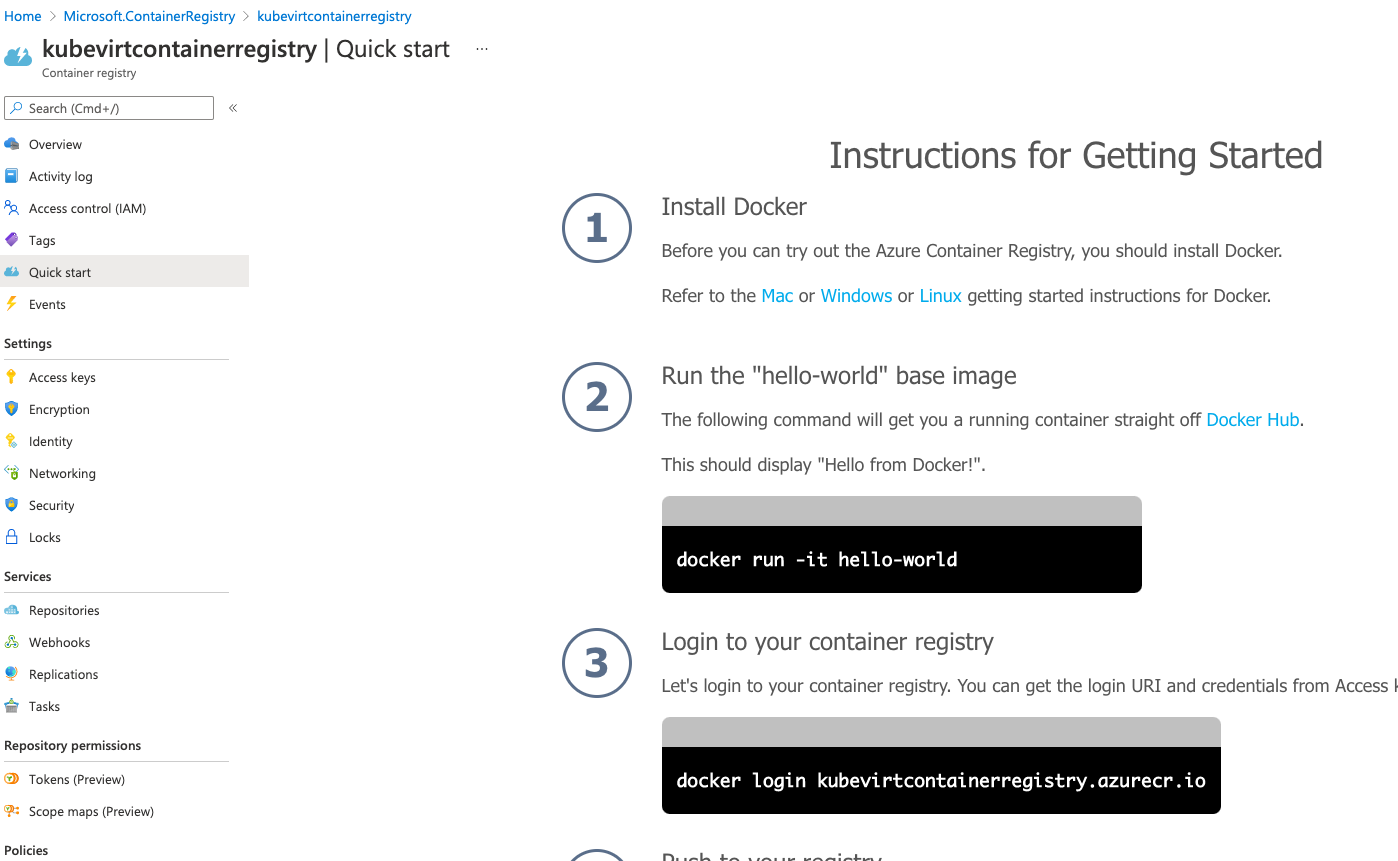 Home > Microsoft.ContainerRegistry > kubevirtcontainerregistry
kubevirtcontainerregistry | Quick start ...
Container registry
Search (Cmd+/) «
Overview
Activity log
Access control (IAM)
Tags
Quick start
Events
Settings
Access keys
Encryption
Identity
Networking
Security
Locks
Services
Repositories
Webhooks
Replications
Tasks
Repository permissions
Tokens (Preview)
Scope maps (Preview)
Policies
Instructions for Getting Started
1
Install Docker
Before you can try out the Azure Container Registry, you should install Docker.
Refer to the Mac or Windows or Linux getting started instructions for Docker.
2
Run the "hello-world" base image
The following command will get you a running container straight off Docker Hub.
This should display "Hello from Docker!".
docker run -it hello-world
3
Login to your container registry
Let's login to your container registry. You can get the login URI and credentials from Access
docker login kubevirtcontainerregistry.azurecr.io
Push to your registry